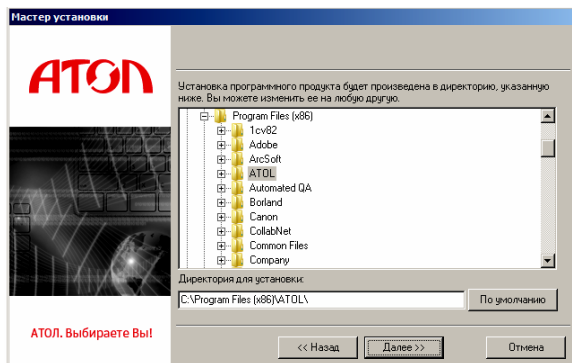 Мастер установки
АТОЛ
Установка программного продукта будет произведена в директорию, указанную
ниже. Вы можете изменить ее на любую другую.
Program Files (x86)
1cv82
Adobe
ArcSoft
ATOL
Automated QA
Borland
Canon
CollabNet
Common Files
Company
Директория для установки:
C:\Program Files (x86)\ATOL\
По умолчанию
АТОЛ. Выбираете Вы!
<< Назад
Далее >>
Отмена